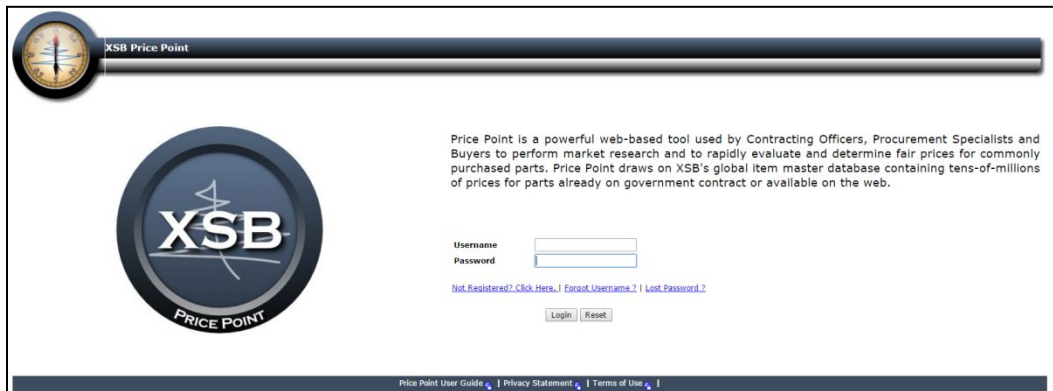 XSB Price Point
Price Point is a powerful web-based tool used by Contracting Officers, Procurement Specialists and
Buyers to perform market research and to rapidly evaluate and determine fair prices for commonly
purchased parts. Price Point draws on XSB's global item master database containing tens-of-millions
of prices for parts already on government contract or available on the web.
XSB
PRICE POINT
Username
Password
Not Registered? Click Here. | Forgot Username ? | Lost Password ?
Login Reset
Price Point User Guide | Privacy Statement | Terms of Use |